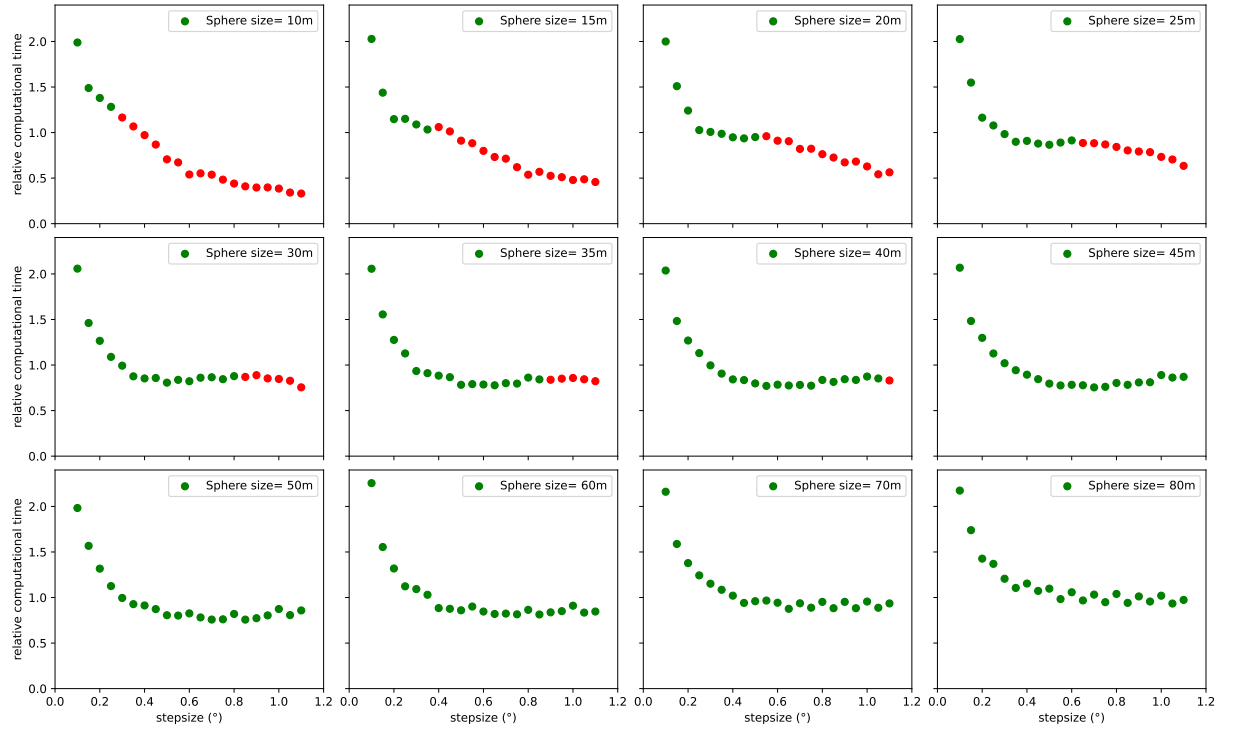 Sphere size= 10m
Sphere size= 15m
Sphere size= 20m
Sphere size= 25m
relative computational time
2.0
1.5
1.0
0.5
0.0
Sphere size= 30m
Sphere size= 35m
Sphere size= 40m
Sphere size= 45m
relative computational time
2.0
1.5
1.0
0.5
0.0
Sphere size= 50m
Sphere size= 60m
Sphere size= 70m
Sphere size= 80m
relative computational time
2.0
1.5
1.0
0.5
0.0
0.0 0.2 0.4 0.6 0.8 1.0 1.2
0.0 0.2 0.4 0.6 0.8 1.0 1.2
0.0 0.2 0.4 0.6 0.8 1.0 1.2
0.0 0.2 0.4 0.6 0.8 1.0 1.2
stepsize (°)
stepsize (°)
stepsize (°)
stepsize (°)